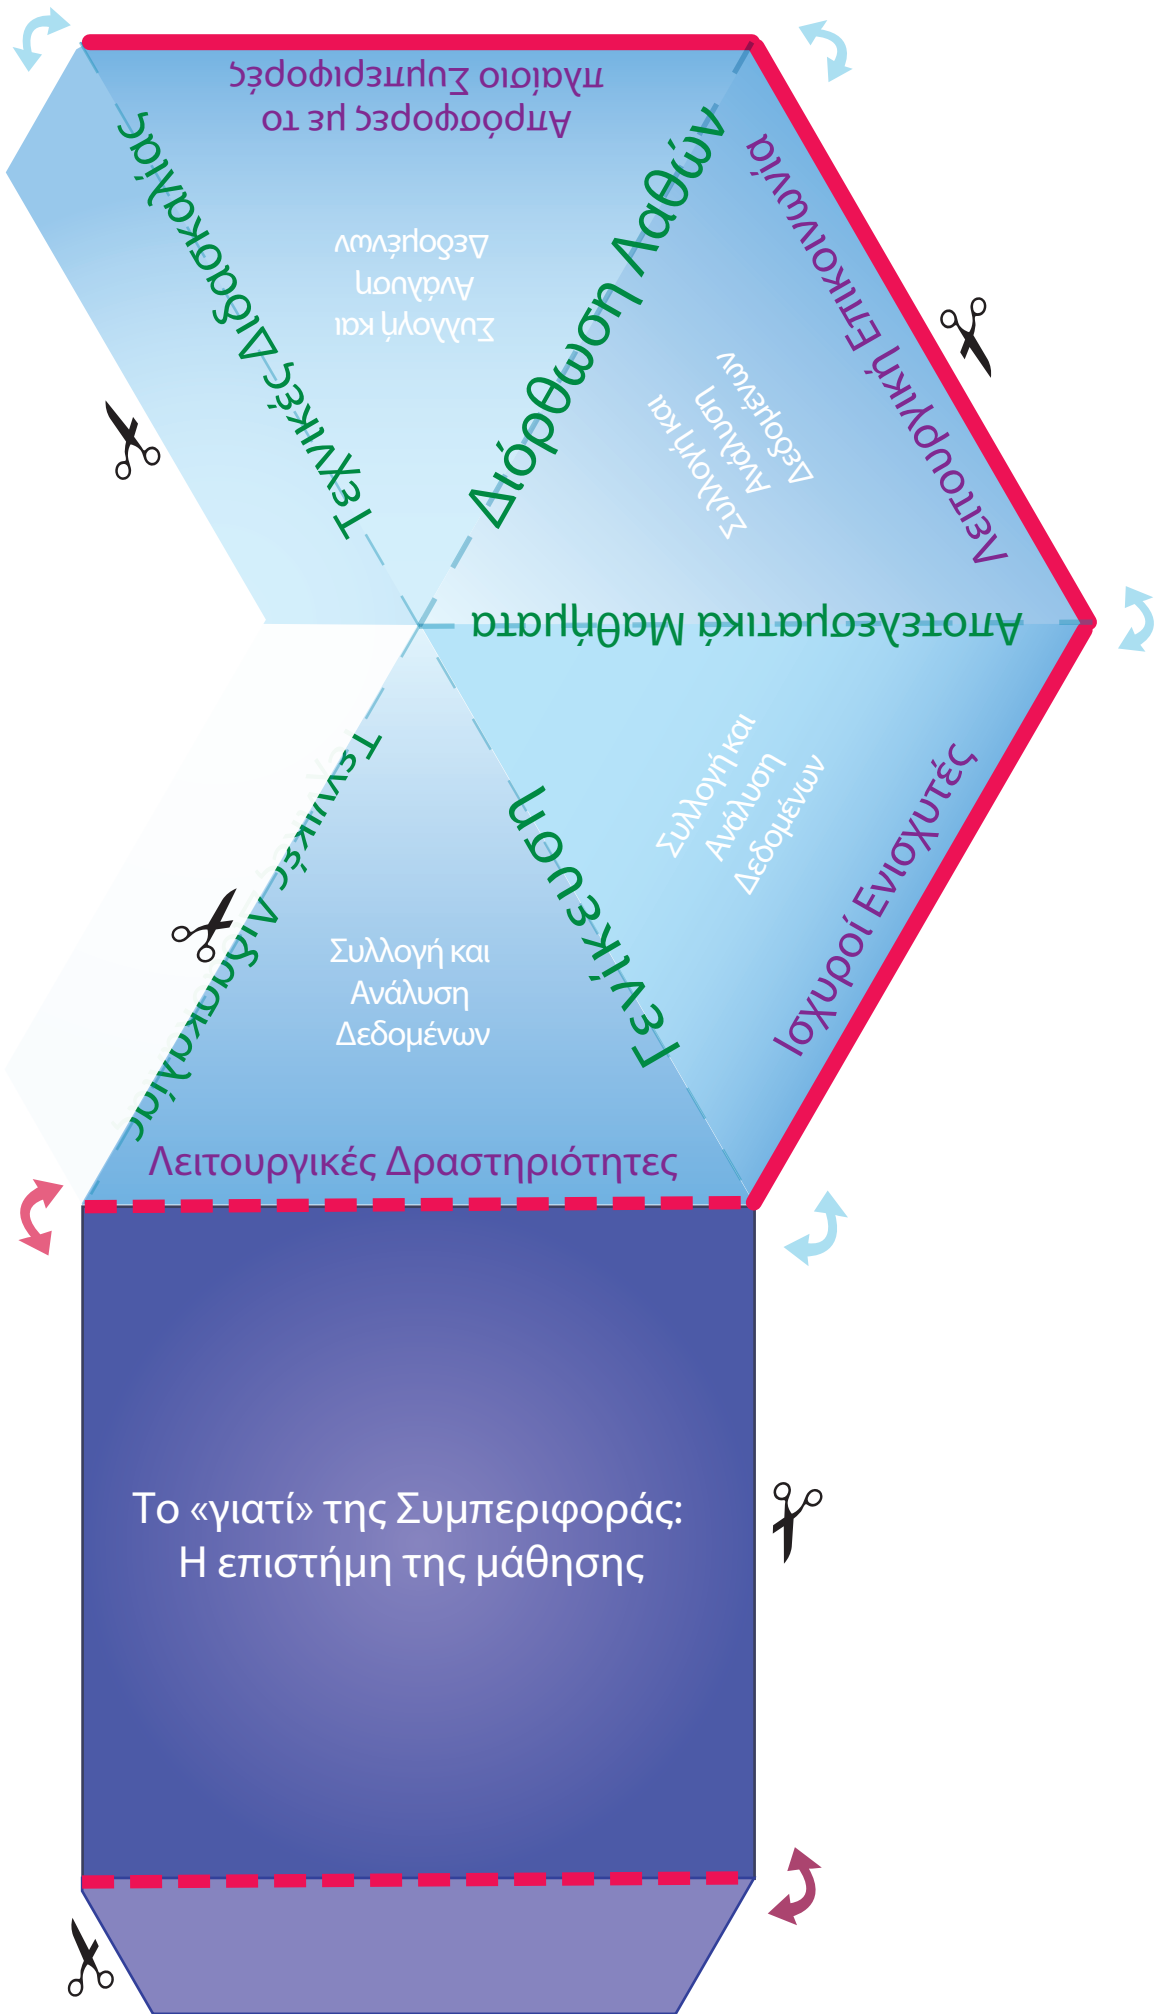 Απρόσφορες με το
πλαίσιο Συμπεριφορές
Συλλογή και
Ανάλυση
Δεδομένων
Τεχνικές Διδασκαλίας
Διόρθωση Λαθών
Λειτουργική Επικοινωνία
Συλλογή και
Ανάλυση
Δεδομένων
Αποτελεσματικά Μαθήματα
Συλλογή και
Ανάλυση
Δεδομένων
Ισχυροί Ενισχυτές
Γενίκευση
Τεχνικές Διδασκαλίας
Συλλογή και
Ανάλυση
Δεδομένων
Λειτουργικές Δραστηριότητες
Το «γιατί» της Συμπεριφοράς:
Η επιστήμη της μάθησης